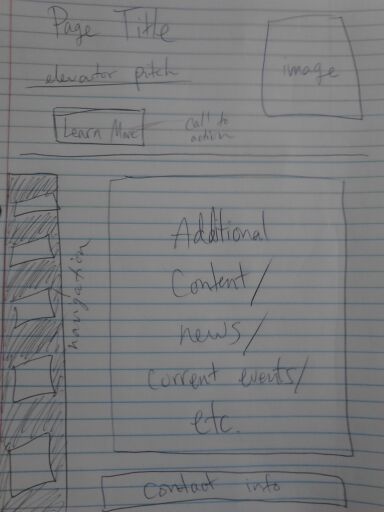 Page Title
elevator pitch
image
Learn More
call to
action
navigation
Additional
Content/
news/
current events/
etc.
contact info